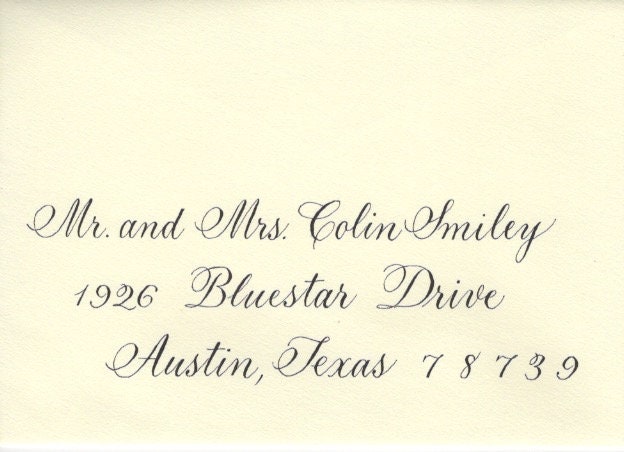 Mr. and Mrs. Colin Smiley
1926 Bluestar Drive
Austin, Texas 78739